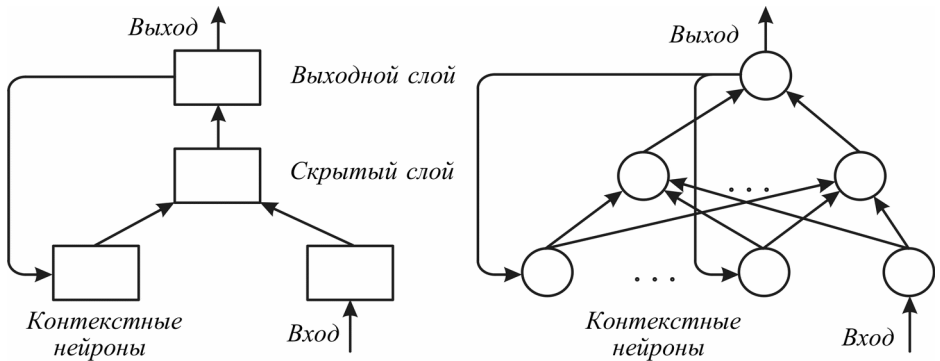 Выход
Выходной слой
Скрытый слой
Контекстные
нейроны
Вход
Выход
. . .
. . .
Контекстные
нейроны
Вход